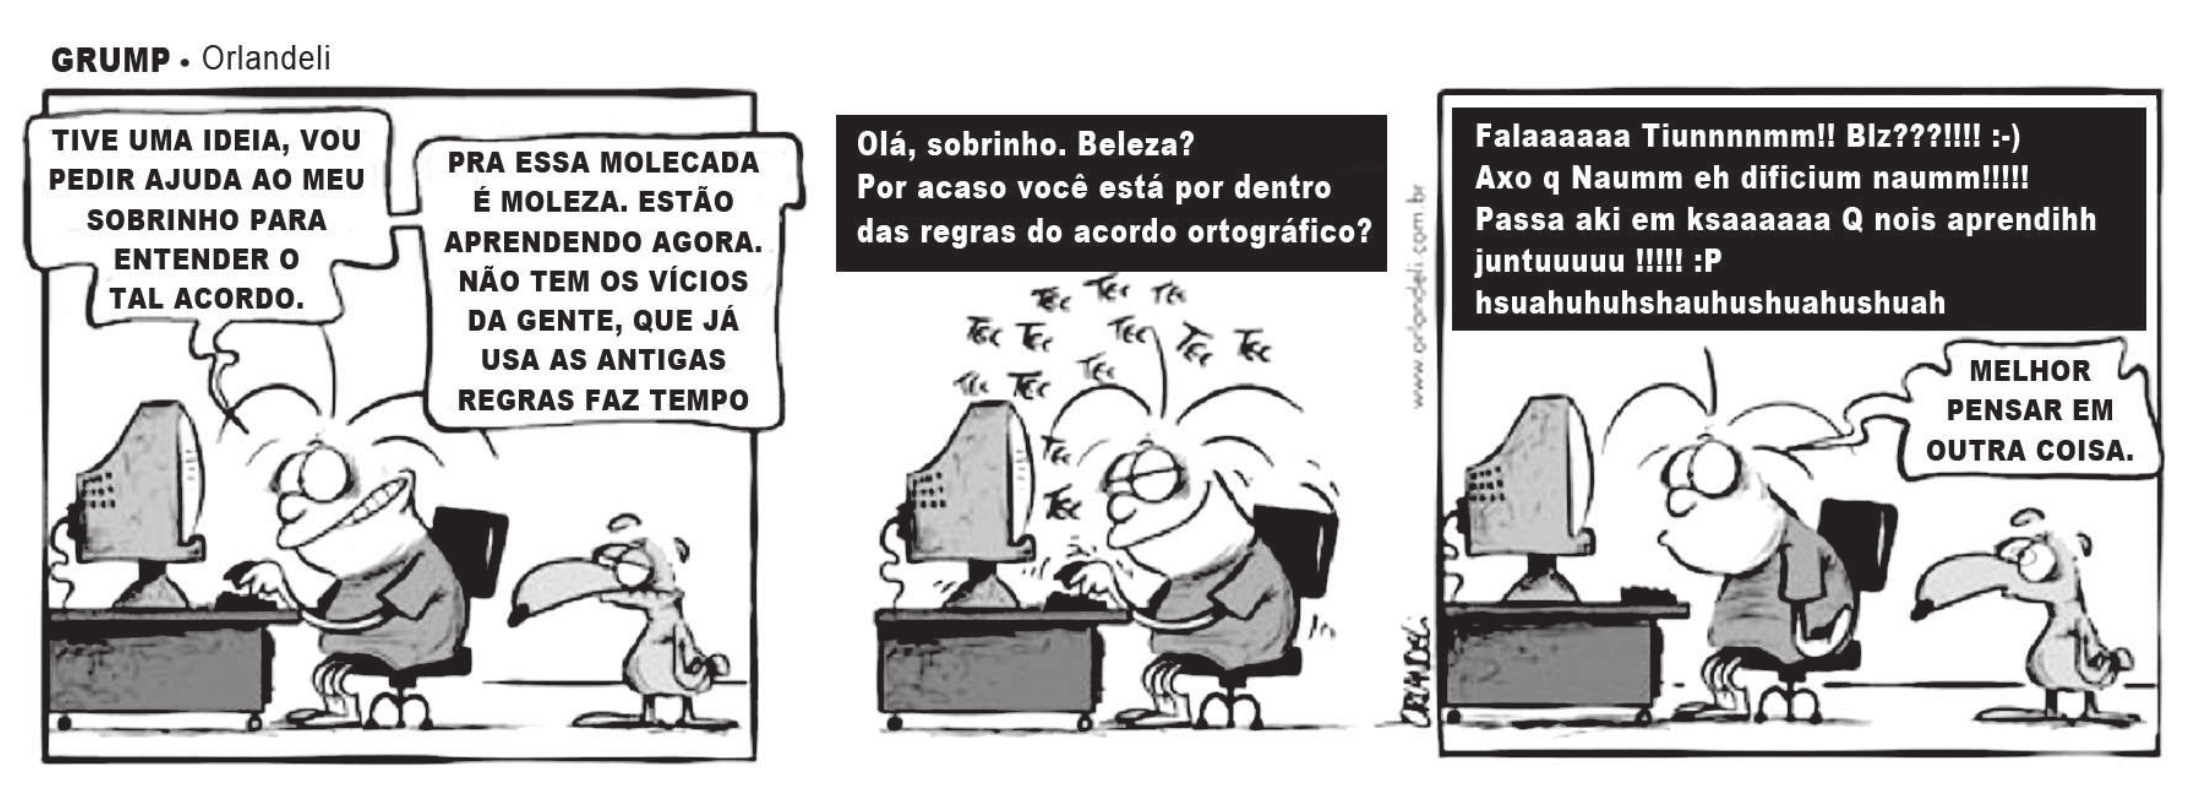 GRUMP • Orlandeli
TIVE UMA IDEIA, VOU
PEDIR AJUDA AO MEU
SOBRINHO PARA
ENTENDER O
TAL ACORDO.
PRA ESSA MOLECADA
É MOLEZA. ESTÃO
APRENDENDO AGORA.
NÃO TEM OS VÍCIOS
DA GENTE, QUE JÁ
USA AS ANTIGAS
REGRAS FAZ TEMPO
Olá, sobrinho. Beleza?
Por acaso você está por dentro
das regras do acordo ortográfico?
TEC TEC TEC
TEC TEC TEC TEC TEC
TEC TEC TEC
TEC
TEC
www.orlandeli.com.br
ORLANDELI
Falaaaaaa Tiunnnnmm!! Blz???!!!! :-)
Axo q Naumm eh dificium naumm!!!!!
Passa aki em ksaaaaaa Q nois aprendihh
juntuuuuu !!!!! :P
hsuahuhuhshauhushuahushuah
MELHOR
PENSAR EM
OUTRA COISA.